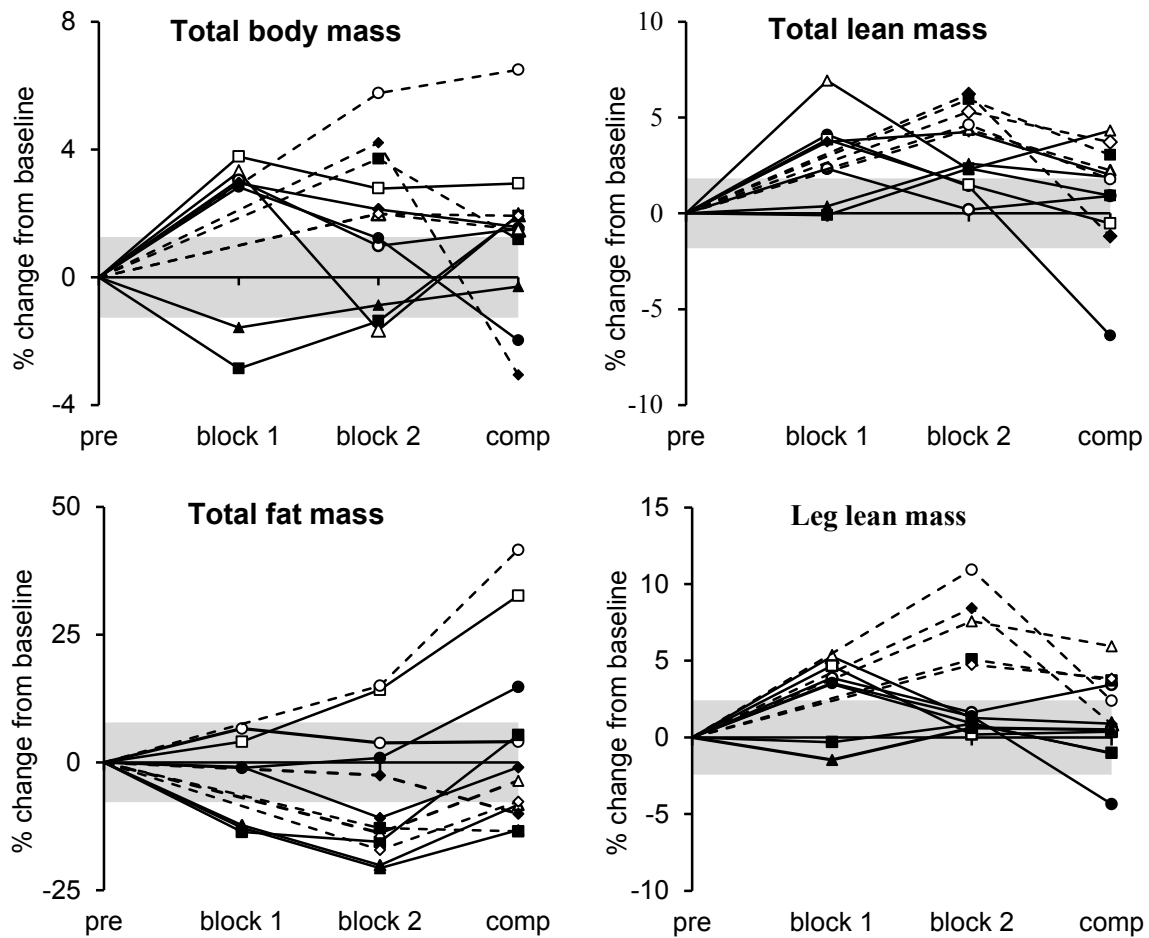 Total body mass
% change from baseline
8
4
0
-4
pre block 1 block 2 comp
Total lean mass
% change from baseline
10
5
0
-5
-10
pre block 1 block 2 comp
Total fat mass
% change from baseline
50
25
0
-25
pre block 1 block 2 comp
Leg lean mass
% change from baseline
15
10
5
0
-5
-10
pre block 1 block 2 comp